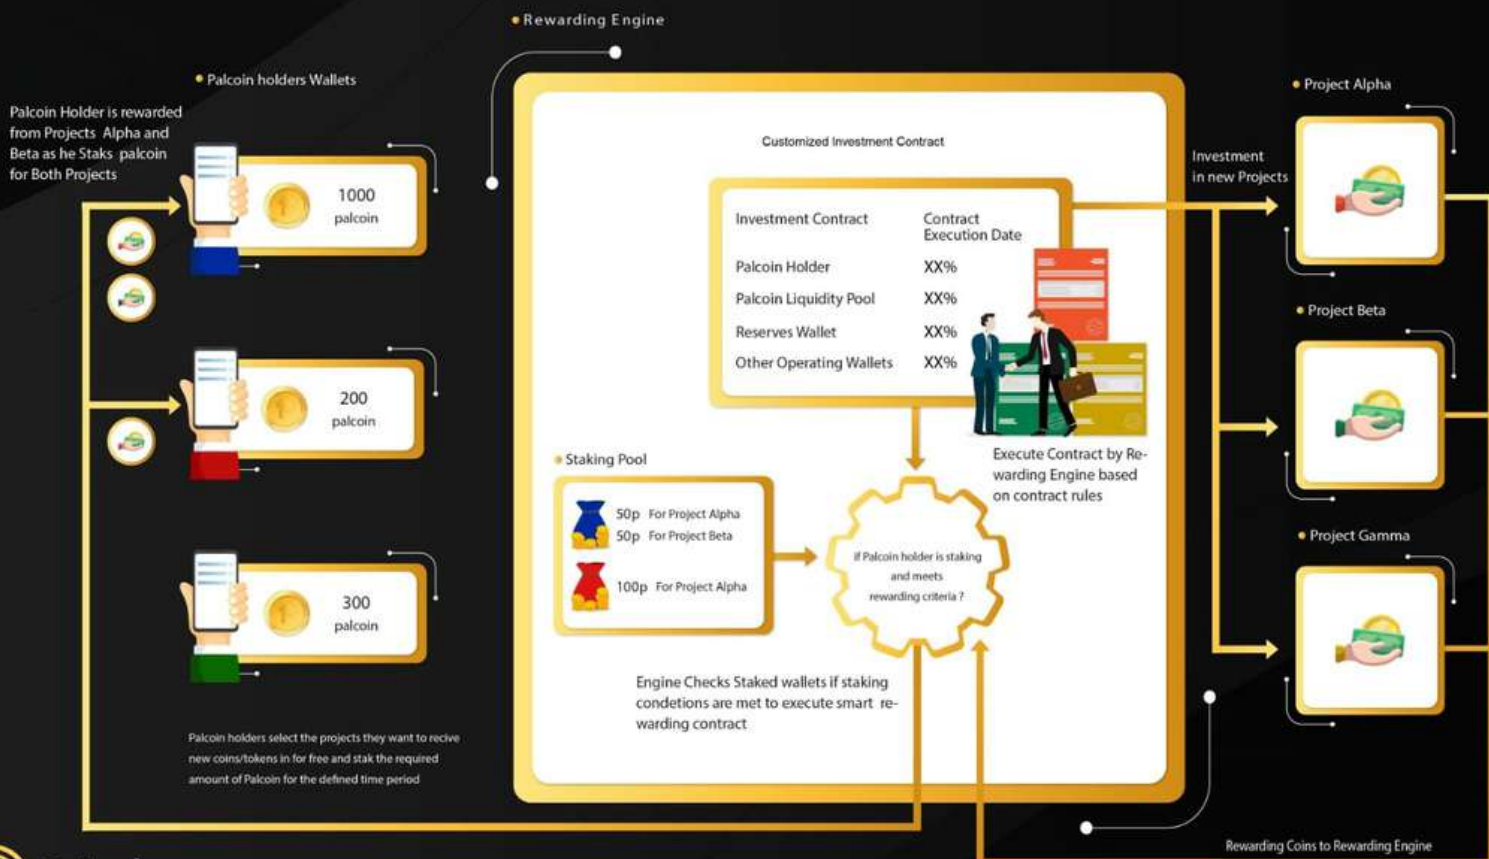 Rewarding Engine
Palcoin holders Wallets
Palcoin Holder is rewarded
from Projects Alpha and
Beta as he Staks palcoin
for Both Projects
1000
palcoin
200
palcoin
300
palcoin
Palcoin holders select the projects they want to recive
new coins/tokens in for free and stak the required
amount of Palcoin for the defined time period
Customized Investment Contract
Investment Contract Contract
Execution Date
Palcoin Holder XX%
Palcoin Liquidity Pool XX%
Reserves Wallet XX%
Other Operating Wallets XX%
Execute Contract by Re-
warding Engine based
on contract rules
Staking Pool
50p For Project Alpha
50p For Project Beta
100p For Project Alpha
if Palcoin holder is staking
and meets
rewarding criteria ?
Engine Checks Staked wallets if staking
condetions are met to execute smart re-
warding contract
Investment
in new Projects
Project Alpha
Project Beta
Project Gamma
Rewarding Coins to Rewarding Engine